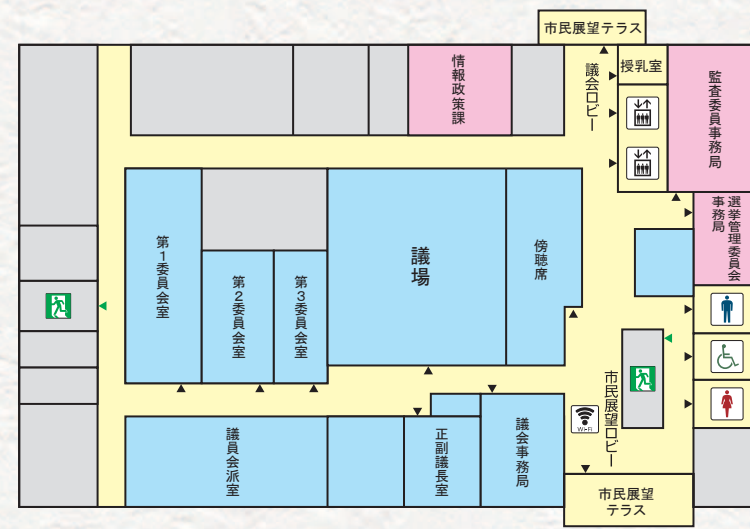 市民展望テラス
議会ロビー
授乳室
情報政策課
監査委員事務局
選挙管理委員会
事務局
第1委員会室
第2委員会室
第3委員会室
議場
傍聴席
市民展望ロビー
Wi-Fi
議員会派室
正副議長室
議会事務局
市民展望
テラス